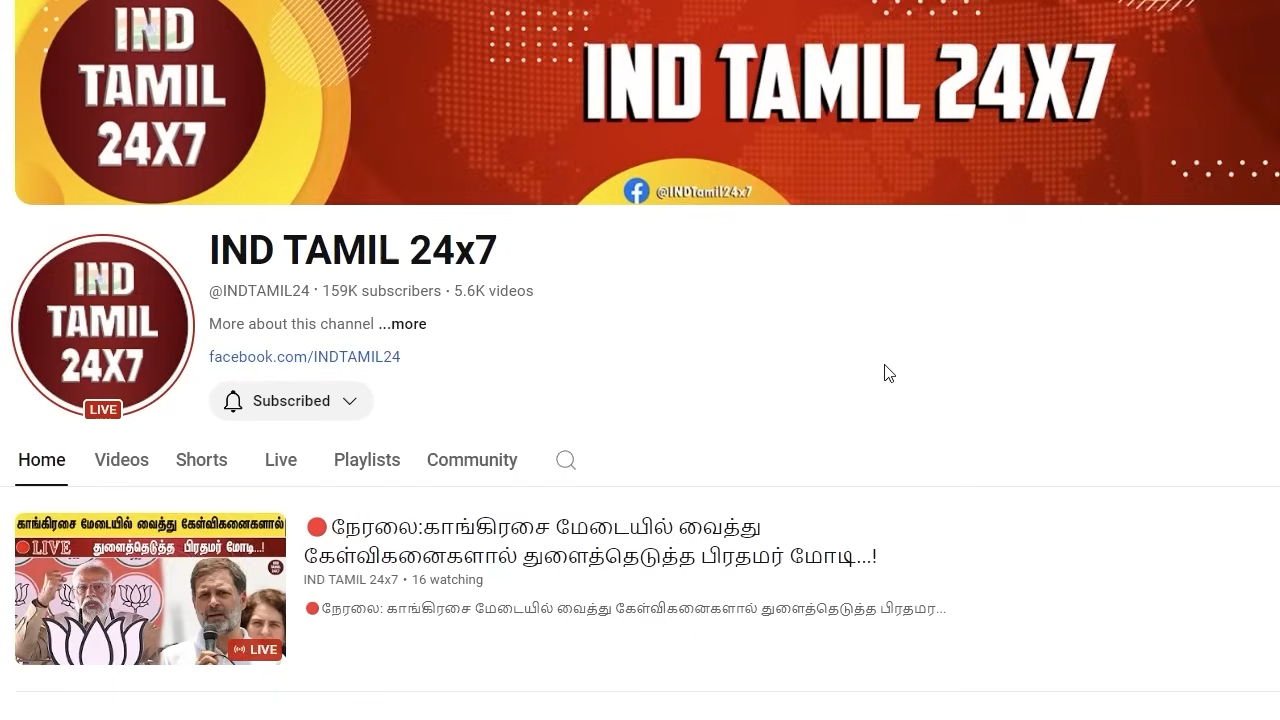 IND
TAMIL
24X7
IND TAMIL 24X7
@INDTamil24x7
IND
TAMIL
24X7
LIVE
IND TAMIL 24x7
@INDTAMIL24 · 159K subscribers · 5.6K videos
More about this channel ...more
facebook.com/INDTAMIL24
Subscribed
Home Videos Shorts Live Playlists Community
காங்கிரசை மேடையில் வைத்து கேள்விகனைகளால்
LIVE துளைத்தெடுத்த பிரதமர் மோடி...!
LIVE
🔴நேரலை:காங்கிரசை மேடையில் வைத்து
கேள்விகனைகளால் துளைத்தெடுத்த பிரதமர் மோடி...!
IND TAMIL 24x7 • 16 watching
🔴நேரலை: காங்கிரசை மேடையில் வைத்து கேள்விகனைகளால் துளைத்தெடுத்த பிரதமர...